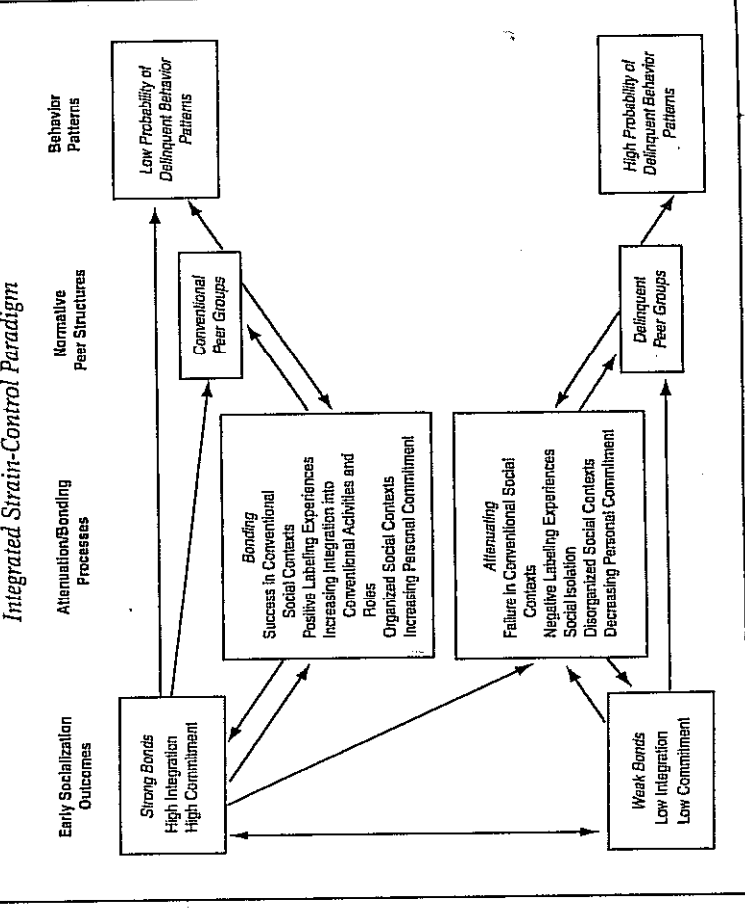 Integrated Strain-Control Paradigm
Early Socialization
Outcomes
Attenuation/Bonding
Processes
Normative
Peer Structures
Behavior
Patterns
Strong Bonds
High Integration
High Commitment
Bonding
Success in Conventional
Social Contexts
Positive Labeling Experiences
Increasing Integration into
Conventional Activities and
Roles
Organized Social Contexts
Increasing Personal Commitment
Conventional
Peer Groups
Low Probability of
Delinquent Behavior
Patterns
Weak Bonds
Low Integration
Low Commitment
Attenuating
Failure in Conventional Social
Contexts
Negative Labeling Experiences
Social Isolation
Disorganized Social Contexts
Decreasing Personal Commitment
Delinquent
Peer Groups
High Probability of
Delinquent Behavior
Patterns